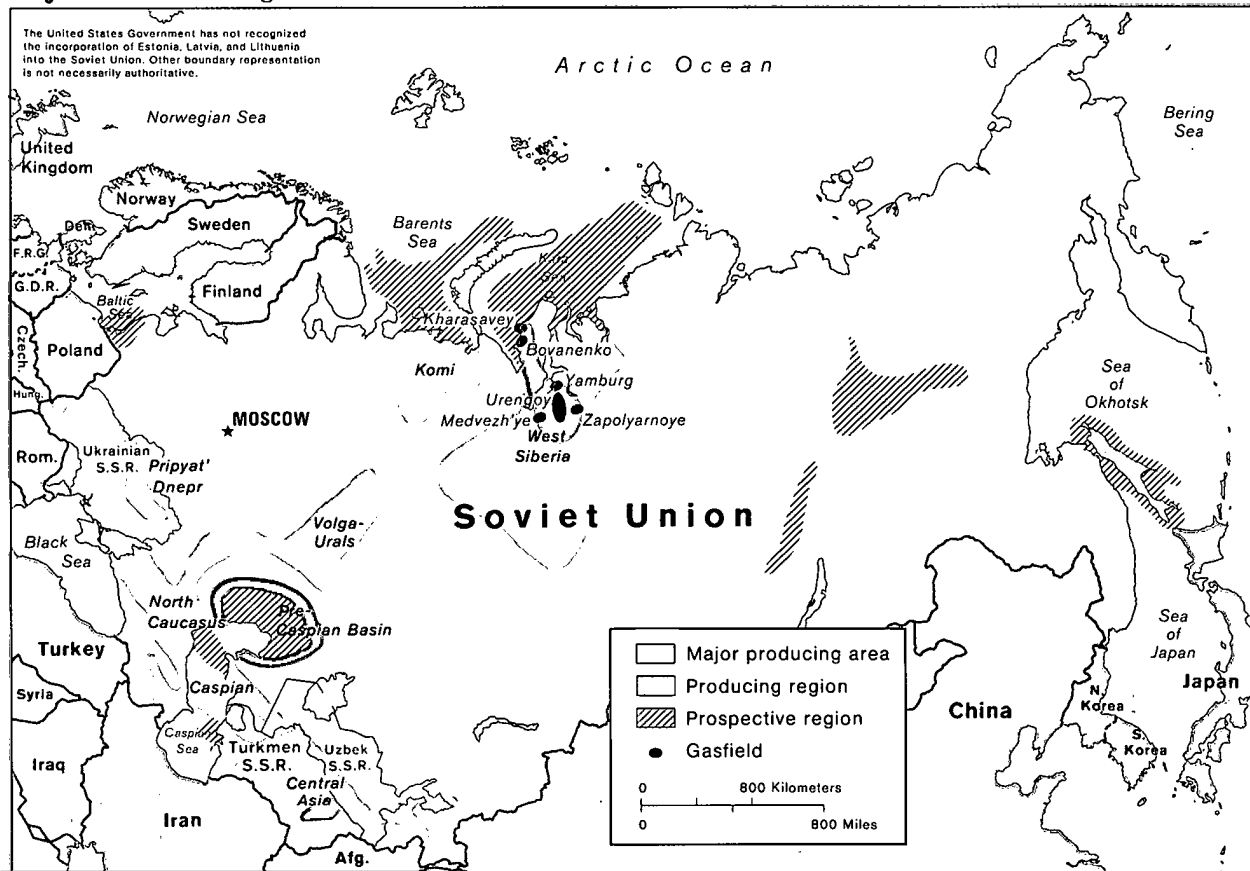 The United States Government has not recognized
the incorporation of Estonia, Latvia, and Lithuania
into the Soviet Union. Other boundary representation
is not necessarily authoritative.
Arctic Ocean
Norwegian Sea
Bering
Sea
United
Kingdom
Norway
Den.
Sweden
Barents
Sea
F.R.G.
G.D.R.
Finland
Baltic
Sea
Kara
Sea
Kharasavey
Bovanenko
Czech.
Poland
Komi
Yamburg
Urengoy
Medvezh'ye
Zapolyarnoye
West
Siberia
Sea
of
Okhotsk
Hung.
MOSCOW
Rom.
Ukrainian
S.S.R.
Pripyat'
Dnepr
Soviet Union
Volga-
Urals
Black
Sea
North
Caucasus
Pre-
Caspian Basin
Turkey
Syria
Caspian
Caspian
Sea
Turkmen
S.S.R.
Uzbek
S.S.R.
Central
Asia
Iraq
Iran
Afg.
Major producing area
Producing region
Prospective region
Gasfield
0 800 Kilometers
0 800 Miles
China
N.
Korea
S.
Korea
Sea
of
Japan
Japan